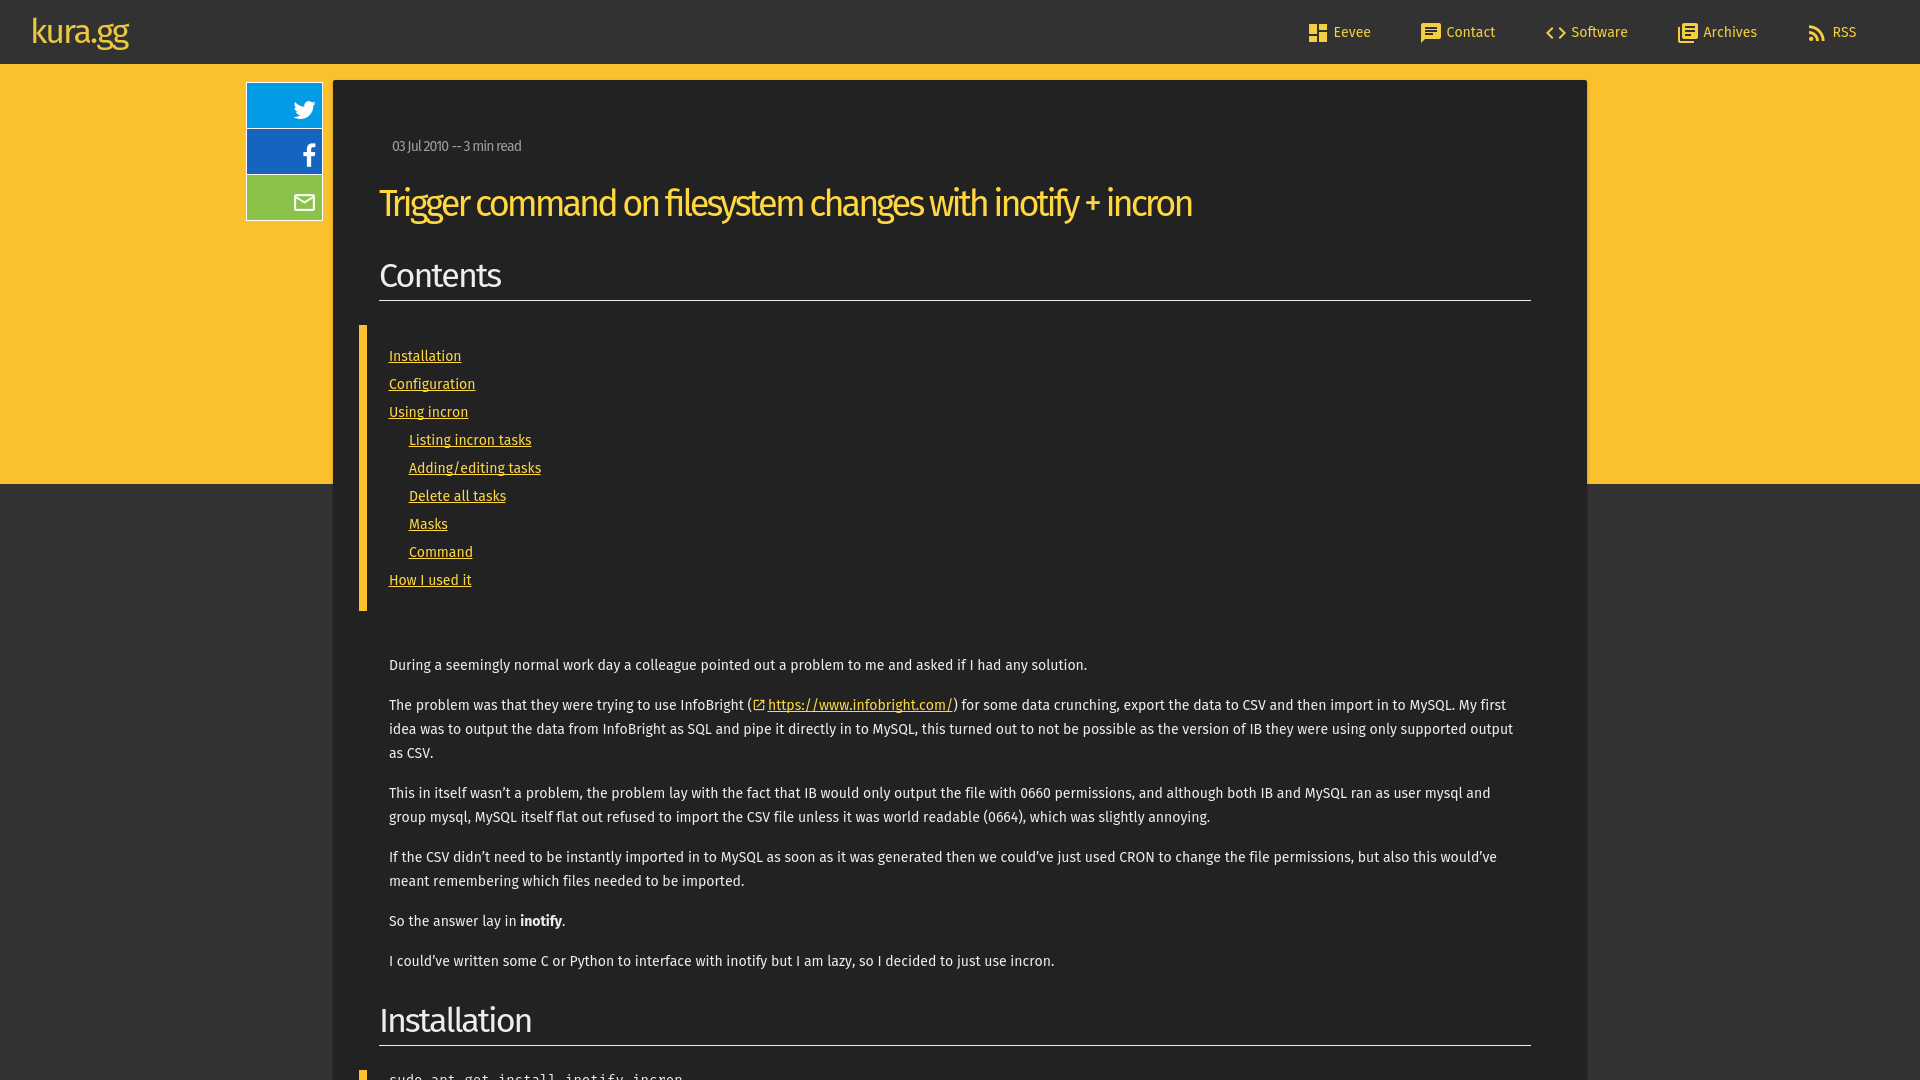 kura.gg
Eevee
Contact
Software
Archives
RSS
03 Jul 2010 -- 3 min read
Trigger command on filesystem changes with inotify + incron
Contents
Installation
Configuration
Using incron
Listing incron tasks
Adding/editing tasks
Delete all tasks
Masks
Command
How I used it
During a seemingly normal work day a colleague pointed out a problem to me and asked if I had any solution.
The problem was that they were trying to use InfoBright (https://www.infobright.com/) for some data crunching, export the data to CSV and then import in to MySQL. My first
idea was to output the data from InfoBright as SQL and pipe it directly in to MySQL, this turned out to not be possible as the version of IB they were using only supported output
as CSV.
This in itself wasn’t a problem, the problem lay with the fact that IB would only output the file with 0660 permissions, and although both IB and MySQL ran as user mysql and
group mysql, MySQL itself flat out refused to import the CSV file unless it was world readable (0664), which was slightly annoying.
If the CSV didn’t need to be instantly imported in to MySQL as soon as it was generated then we could’ve just used CRON to change the file permissions, but also this would’ve
meant remembering which files needed to be imported.
So the answer lay in inotify.
I could’ve written some C or Python to interface with inotify but I am lazy, so I decided to just use incron.
Installation
sudo apt-get install inotify incron